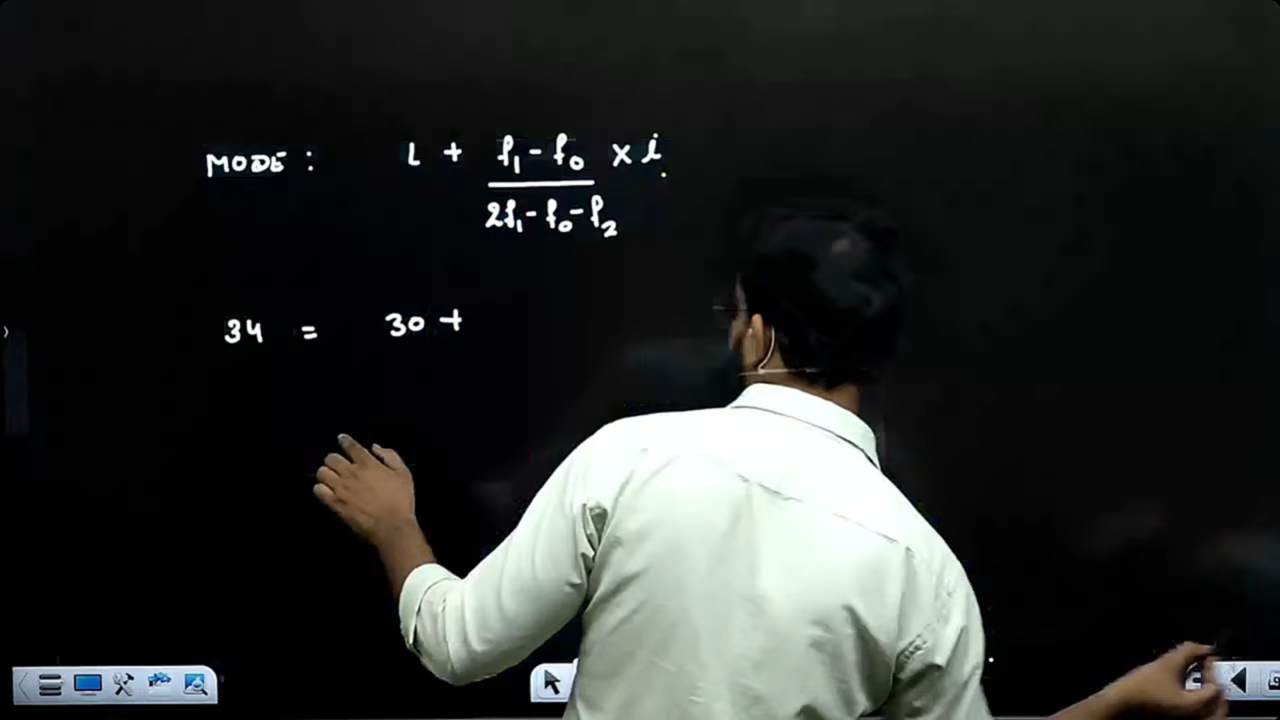 MODE : L + f₁ - f₀ × i
2f₁ - f₀ - f₂
34 = 30 +